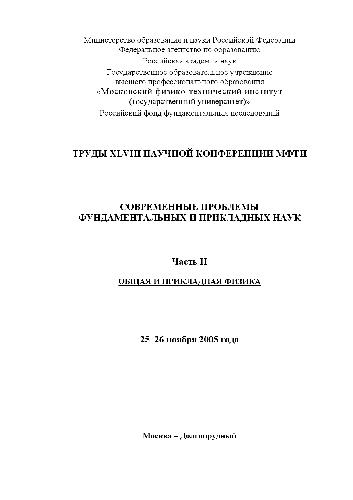 Министерство образования и науки Российской Федерации
Федеральное агентство по образованию
Российская академия наук
Государственное образовательное учреждение
высшего профессионального образования
«Московский физико-технический институт
(государственный университет)»
Российский фонд фундаментальных исследований
ТРУДЫ XLVIII НАУЧНОЙ КОНФЕРЕНЦИИ МФТИ
СОВРЕМЕННЫЕ ПРОБЛЕМЫ
ФУНДАМЕНТАЛЬНЫХ И ПРИКЛАДНЫХ НАУК
Часть II
ОБЩАЯ И ПРИКЛАДНАЯ ФИЗИКА
25–26 ноября 2005 года
Москва – Долгопрудный